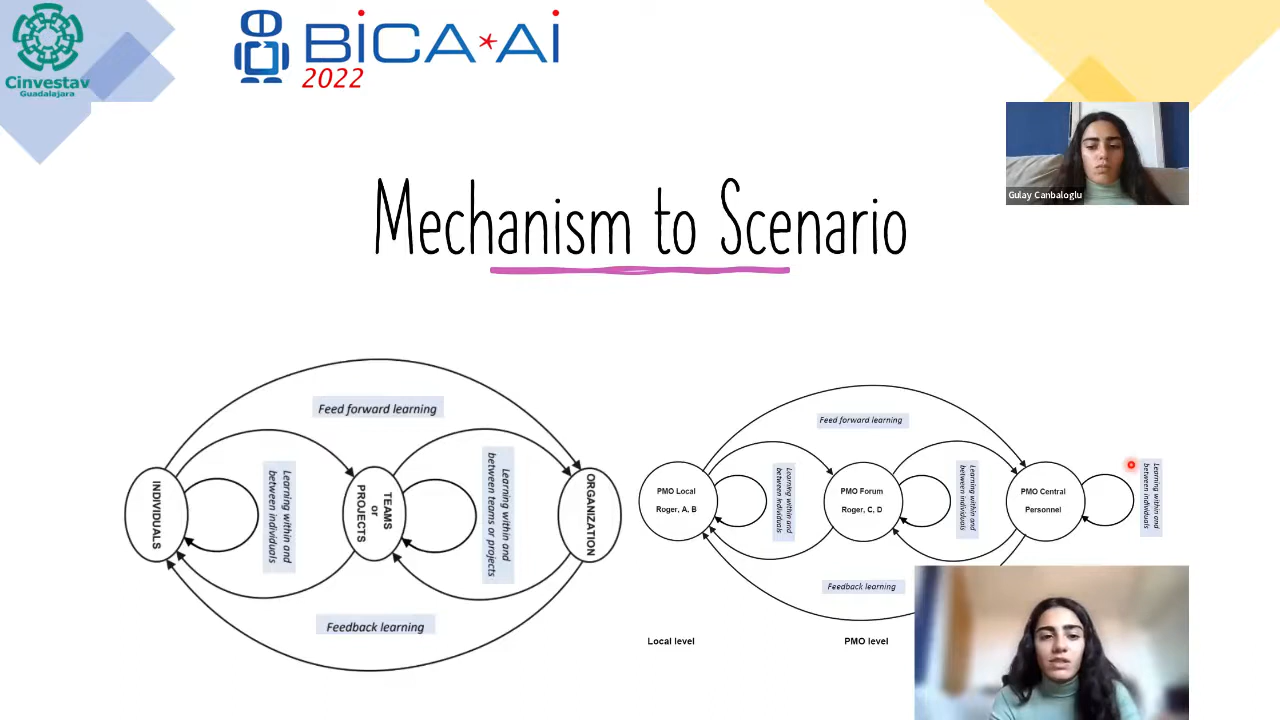 Cinvestav
Guadalajara
BiCA*Ai
2022
Gulay Canbaloglu
Mechanism to Scenario
Feed forward learning
INDIVIDUALS
Learning within and
between individuals
TEAMS
or
PROJECTS
Learning within and
between teams or projects
ORGANIZATION
Feedback learning
Feed forward learning
PMO Local
Roger, A, B
Learning within and
between individuals
PMO Forum
Roger, C, D
Learning within and
between individuals
PMO Central
Personnel
Learning within and
between individuals
Feedback learning
Local level
PMO level